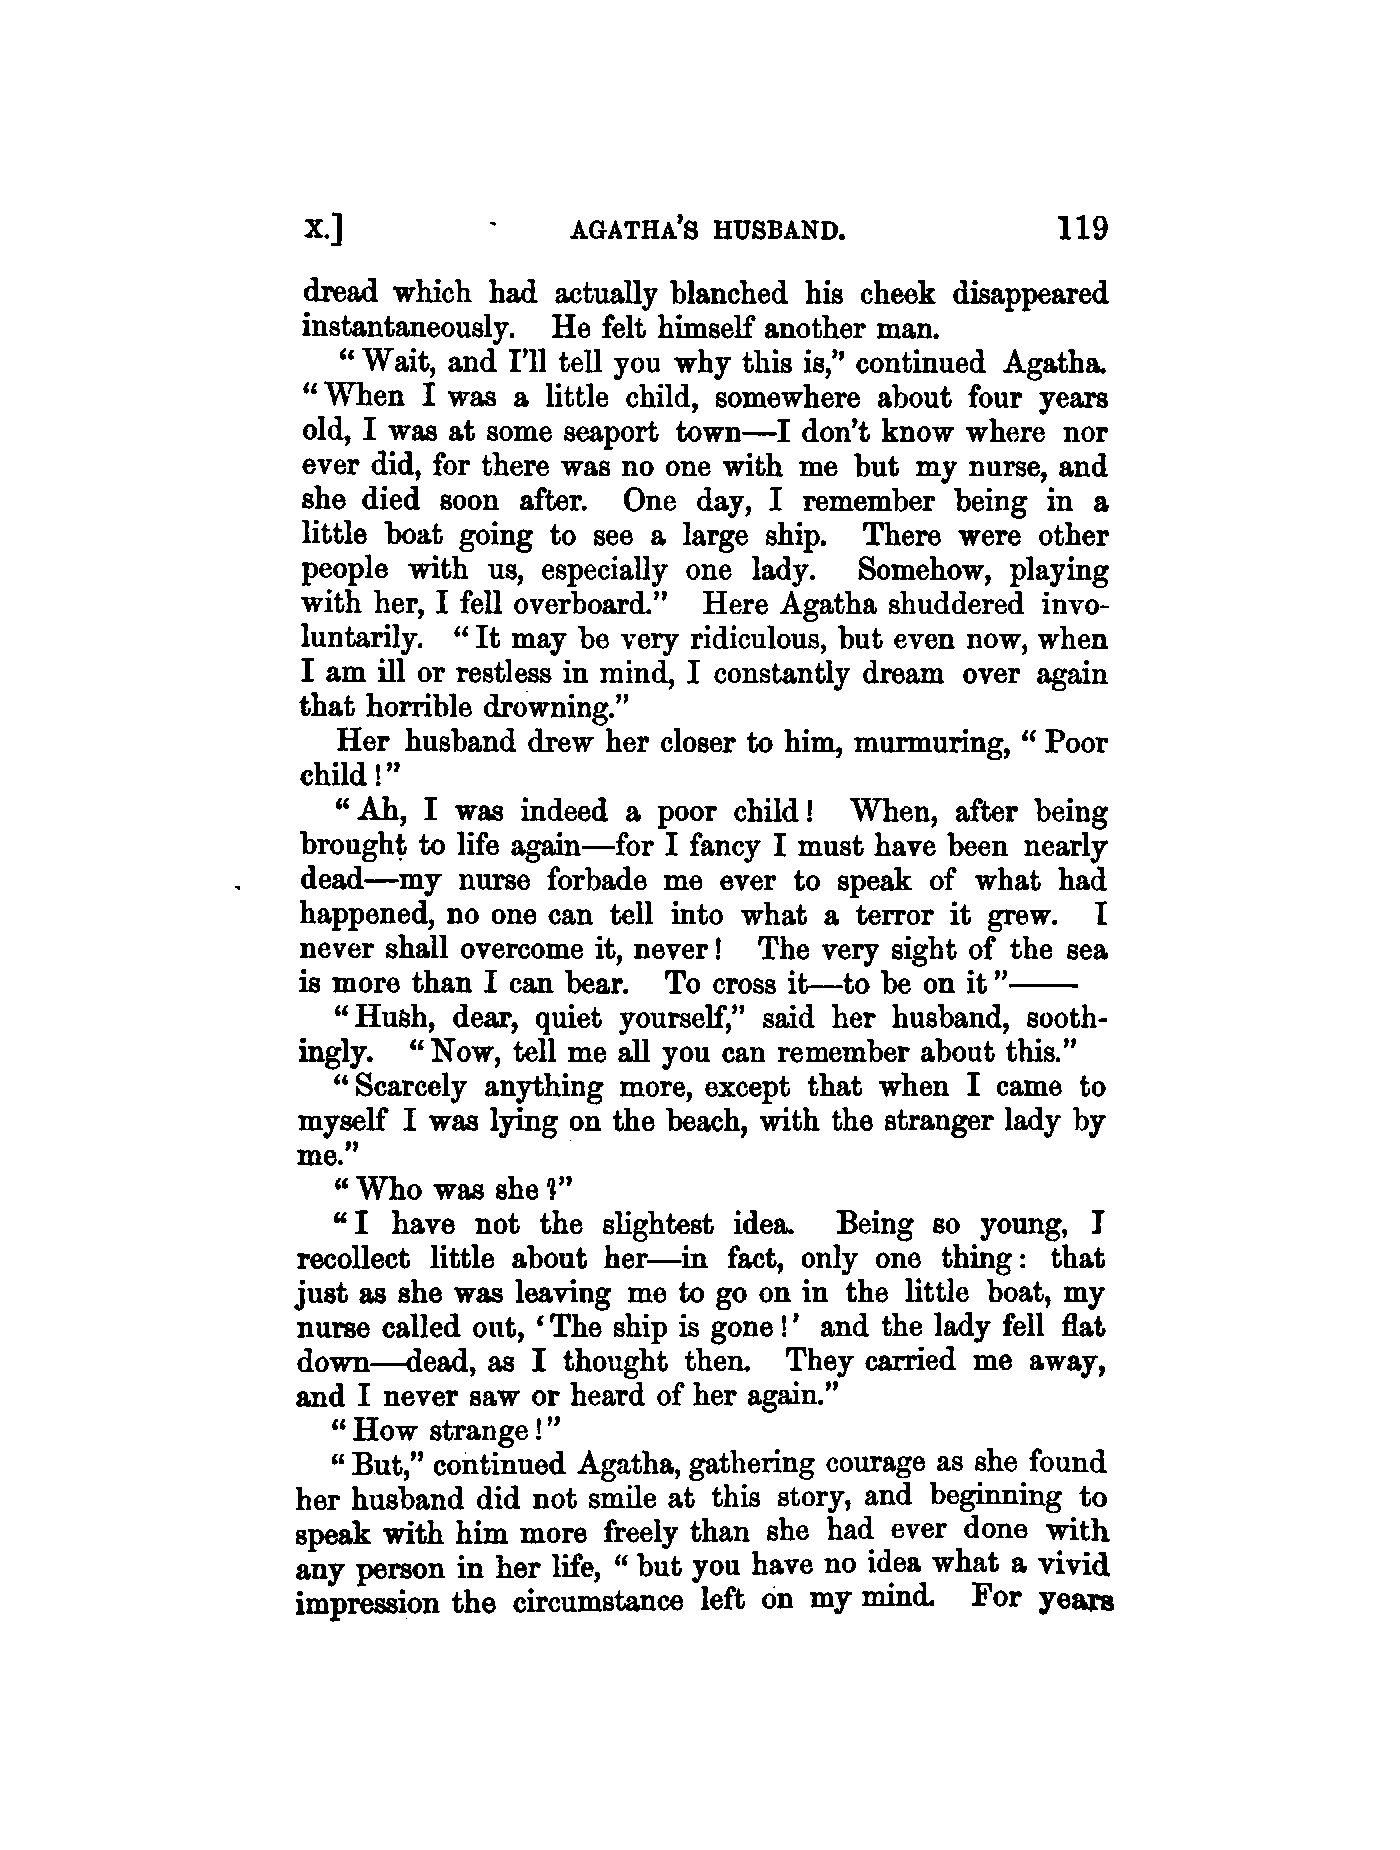 X.] AGATHA'S HUSBAND. 119
dread which had actually blanched his cheek disappeared
instantaneously. He felt himself another man.
“Wait, and I'll tell you why this is,” continued Agatha.
“When I was a little child, somewhere about four years
old, I was at some seaport town—I don't know where nor
ever did, for there was no one with me but my nurse, and
she died soon after. One day, I remember being in a
little boat going to see a large ship. There were other
people with us, especially one lady. Somehow, playing
with her, I fell overboard.” Here Agatha shuddered invo-
luntarily. “It may be very ridiculous, but even now, when
I am ill or restless in mind, I constantly dream over again
that horrible drowning.”
Her husband drew her closer to him, murmuring, “Poor
child!”
“Ah, I was indeed a poor child! When, after being
brought to life again—for I fancy I must have been nearly
dead—my nurse forbade me ever to speak of what had
happened, no one can tell into what a terror it grew. I
never shall overcome it, never! The very sight of the sea
is more than I can bear. To cross it—to be on it”——
“Hush, dear, quiet yourself,” said her husband, sooth-
ingly. “Now, tell me all you can remember about this.”
“Scarcely anything more, except that when I came to
myself I was lying on the beach, with the stranger lady by
me.”
“Who was she?”
“I have not the slightest idea. Being so young, I
recollect little about her—in fact, only one thing: that
just as she was leaving me to go on in the little boat, my
nurse called out, ‘The ship is gone!’ and the lady fell flat
down—dead, as I thought then. They carried me away,
and I never saw or heard of her again.”
“How strange!”
“But,” continued Agatha, gathering courage as she found
her husband did not smile at this story, and beginning to
speak with him more freely than she had ever done with
any person in her life, “but you have no idea what a vivid
impression the circumstance left on my mind. For years